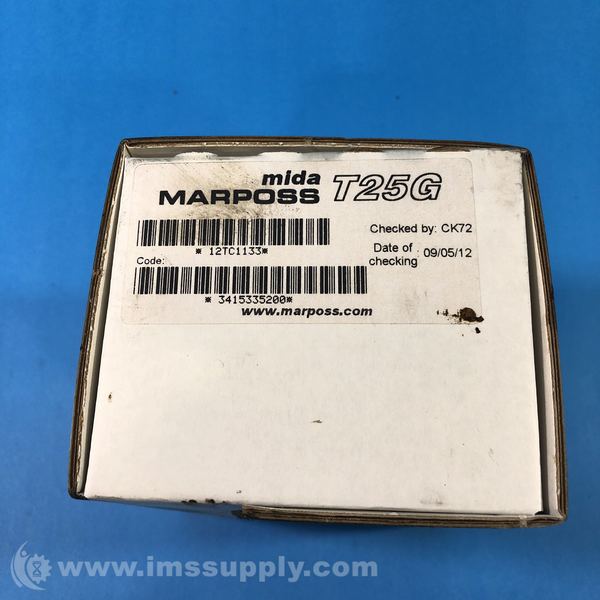 mida
MARPOSS T25G
Checked by: CK72
* 12TC1133*
Date of .
checking 09/05/12
Code:
* 3415335200*
www.marposs.com
www.imssupply.com